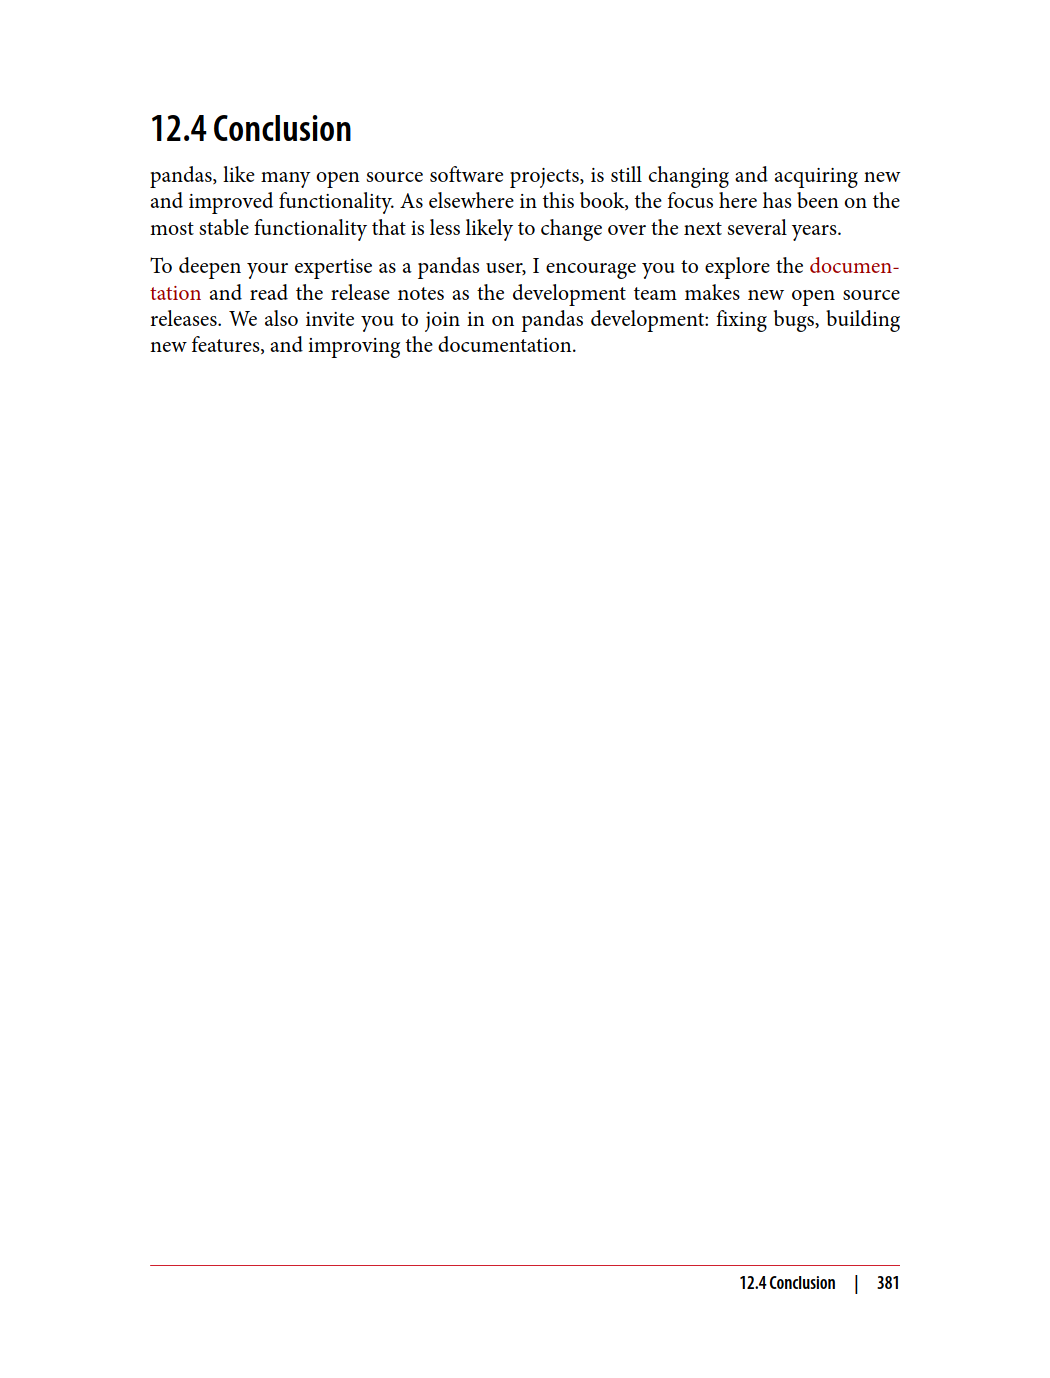 12.4 Conclusion
pandas, like many open source software projects, is still changing and acquiring new
and improved functionality. As elsewhere in this book, the focus here has been on the
most stable functionality that is less likely to change over the next several years.
To deepen your expertise as a pandas user, I encourage you to explore the documen-
tation and read the release notes as the development team makes new open source
releases. We also invite you to join in on pandas development: fixing bugs, building
new features, and improving the documentation.
12.4 Conclusion | 381